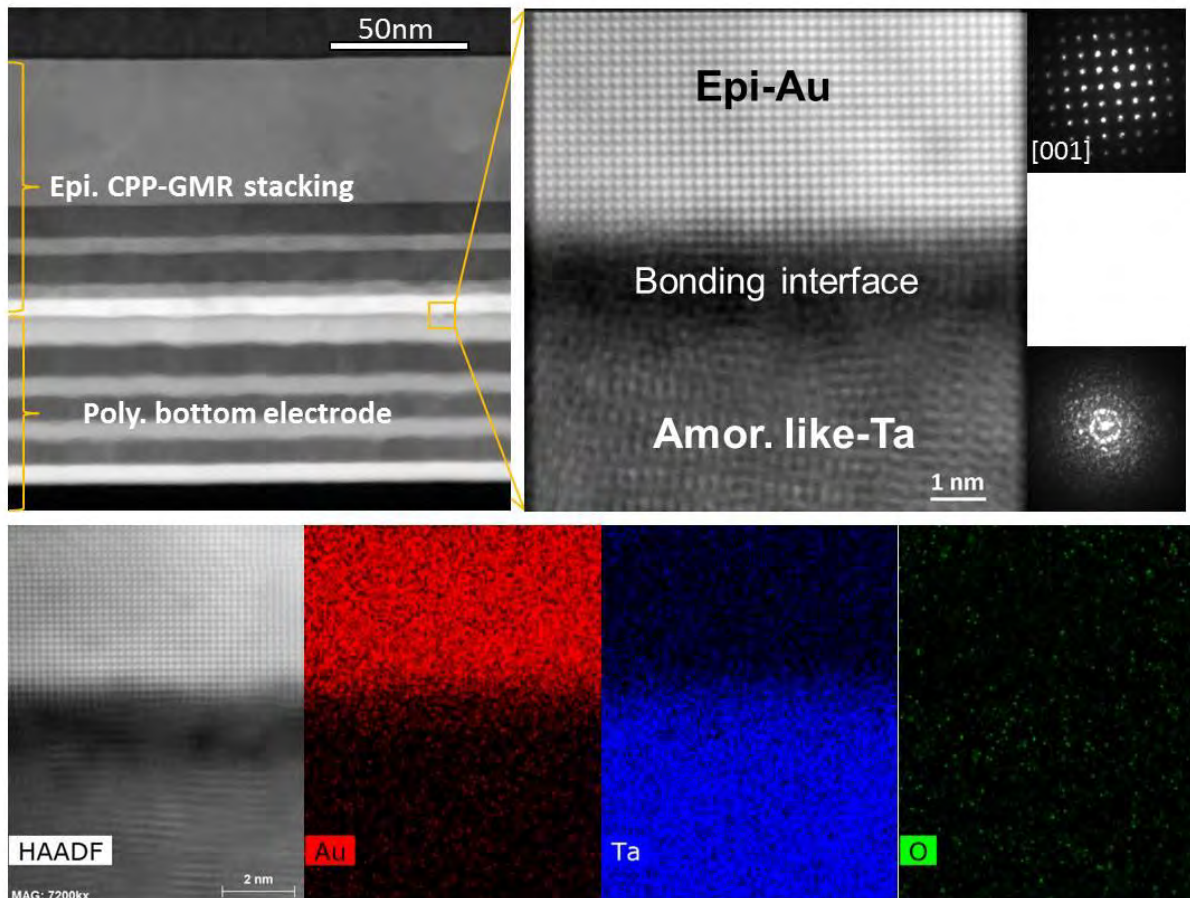 50nm
Epi. CPP-GMR stacking
Poly. bottom electrode
Epi-Au
Bonding interface
Amor. like-Ta
1 nm
[001]
HAADF
MAG: 7200kx
2 nm
Au
Ta
O